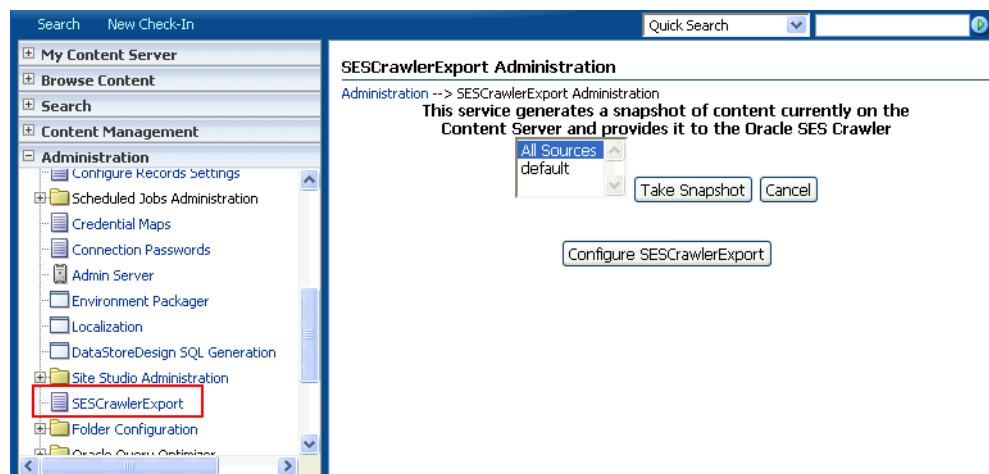 Search New Check-In
Quick Search
My Content Server
Browse Content
Search
Content Management
Administration
Configure Records Settings
Scheduled Jobs Administration
Credential Maps
Connection Passwords
Admin Server
Environment Packager
Localization
DataStoreDesign SQL Generation
Site Studio Administration
SESCrawlerExport
Folder Configuration
Oracle Query Optimizer
SESCrawlerExport Administration
Administration --> SESCrawlerExport Administration
This service generates a snapshot of content currently on the
Content Server and provides it to the Oracle SES Crawler
All Sources
default
Take Snapshot Cancel
Configure SESCrawlerExport